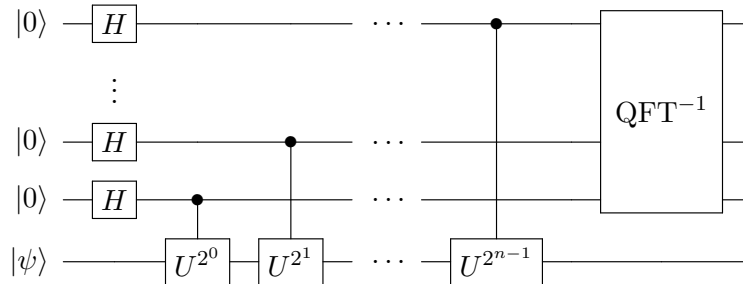 |0⟩ H ⋯ QFT⁻¹
⋮
|0⟩ H ⋯
|0⟩ H ⋯
|ψ⟩ U^{2^0} U^{2^1} ⋯ U^{2^{n−1}}